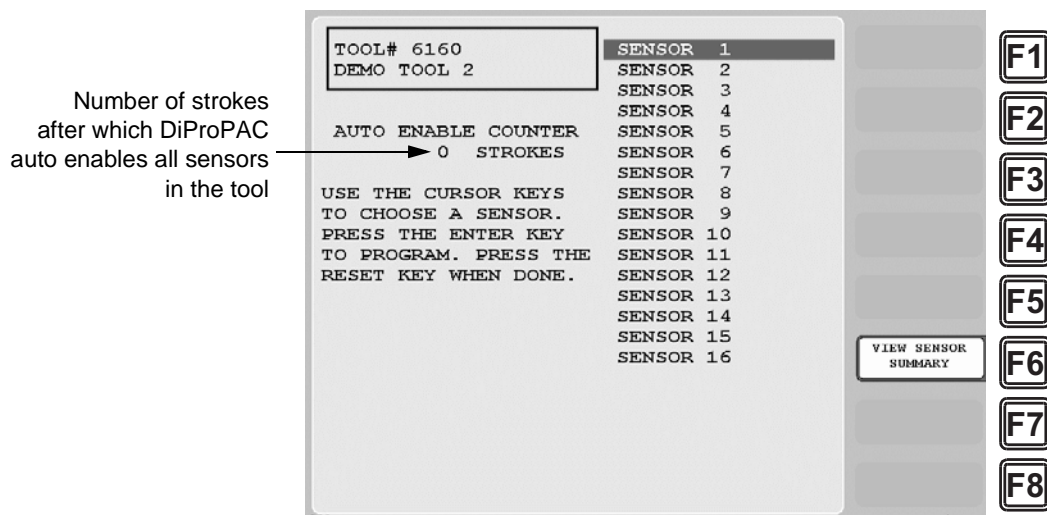 Number of strokes
after which DiProPAC
auto enables all sensors
in the tool
TOOL# 6160
DEMO TOOL 2
AUTO ENABLE COUNTER
0 STROKES
USE THE CURSOR KEYS
TO CHOOSE A SENSOR.
PRESS THE ENTER KEY
TO PROGRAM. PRESS THE
RESET KEY WHEN DONE.
SENSOR 1
SENSOR 2
SENSOR 3
SENSOR 4
SENSOR 5
SENSOR 6
SENSOR 7
SENSOR 8
SENSOR 9
SENSOR 10
SENSOR 11
SENSOR 12
SENSOR 13
SENSOR 14
SENSOR 15
SENSOR 16
VIEW SENSOR
SUMMARY
F1
F2
F3
F4
F5
F6
F7
F8